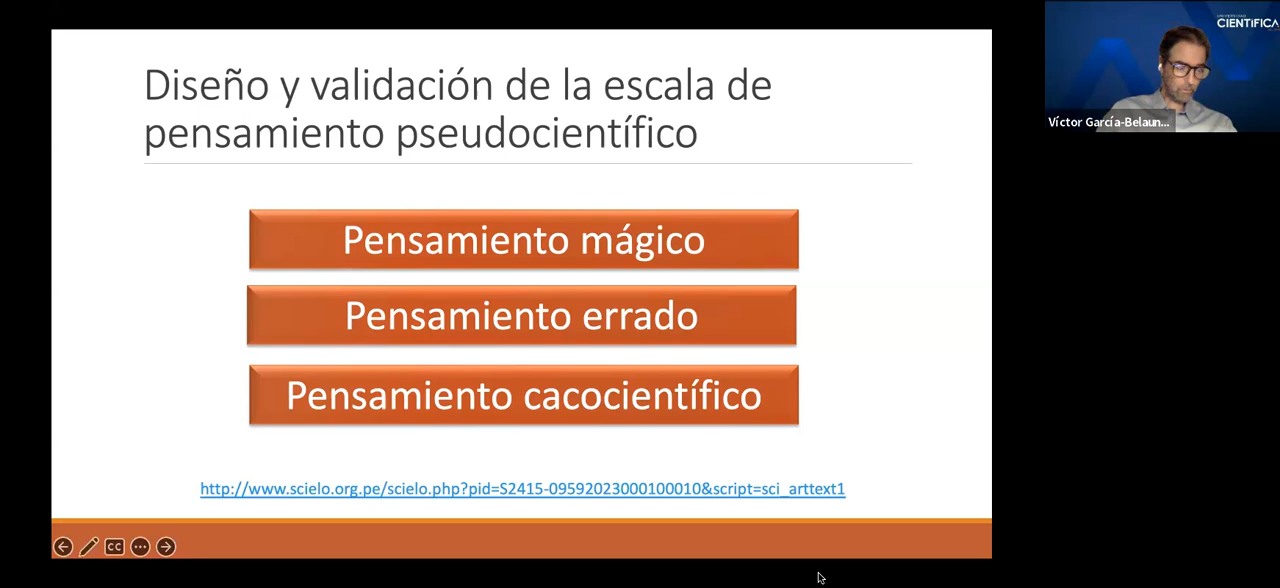 Diseño y validación de la escala de
pensamiento pseudocientífico
Pensamiento mágico
Pensamiento errado
Pensamiento cacocientífico
http://www.scielo.org.pe/scielo.php?pid=S2415-09592023000100010&script=sci_arttext1
CC
CIENTÍFICA
Víctor García-Belaun...